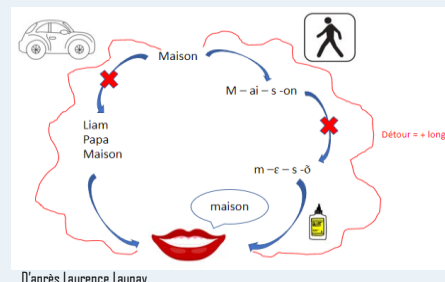 Maison
M – ai – s -on
Liam
Papa
Maison
Détour = + long
m –ε – s -õ
maison
D'après Laurence Launay